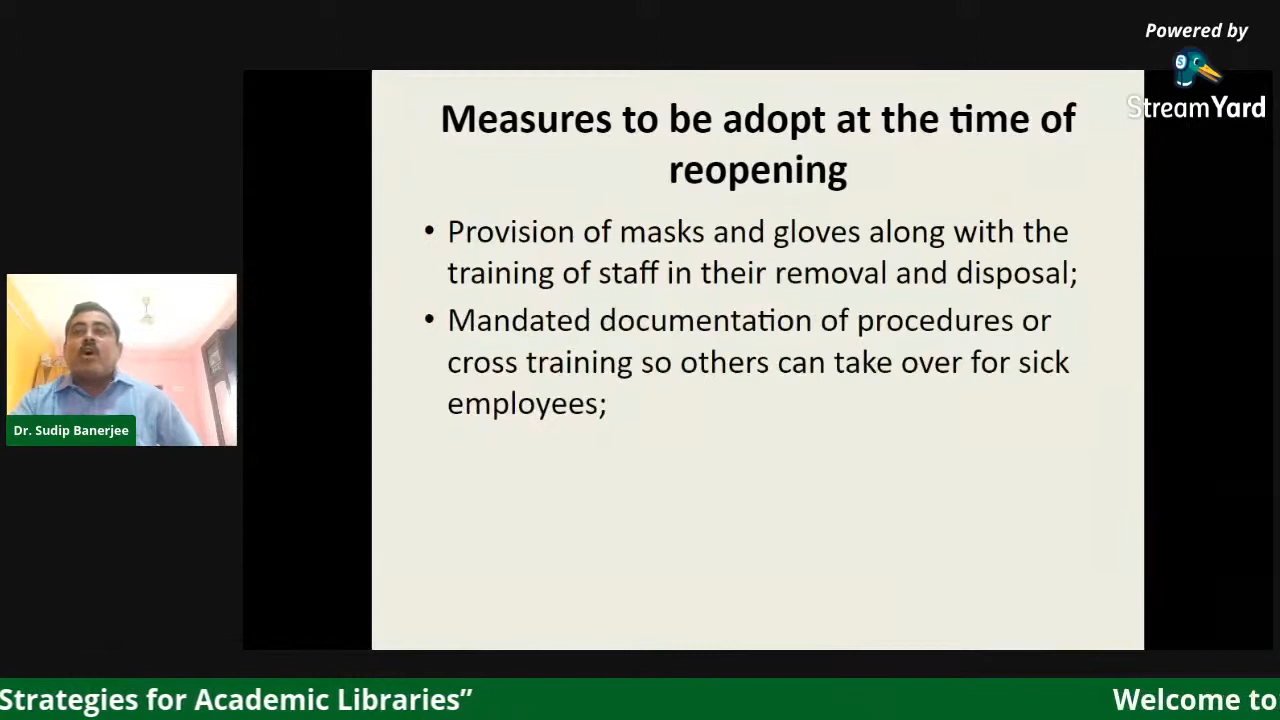 Powered by
StreamYard
Measures to be adopt at the time of
reopening
• Provision of masks and gloves along with the
training of staff in their removal and disposal;
• Mandated documentation of procedures or
cross training so others can take over for sick
employees;
Dr. Sudip Banerjee
Strategies for Academic Libraries” Welcome to